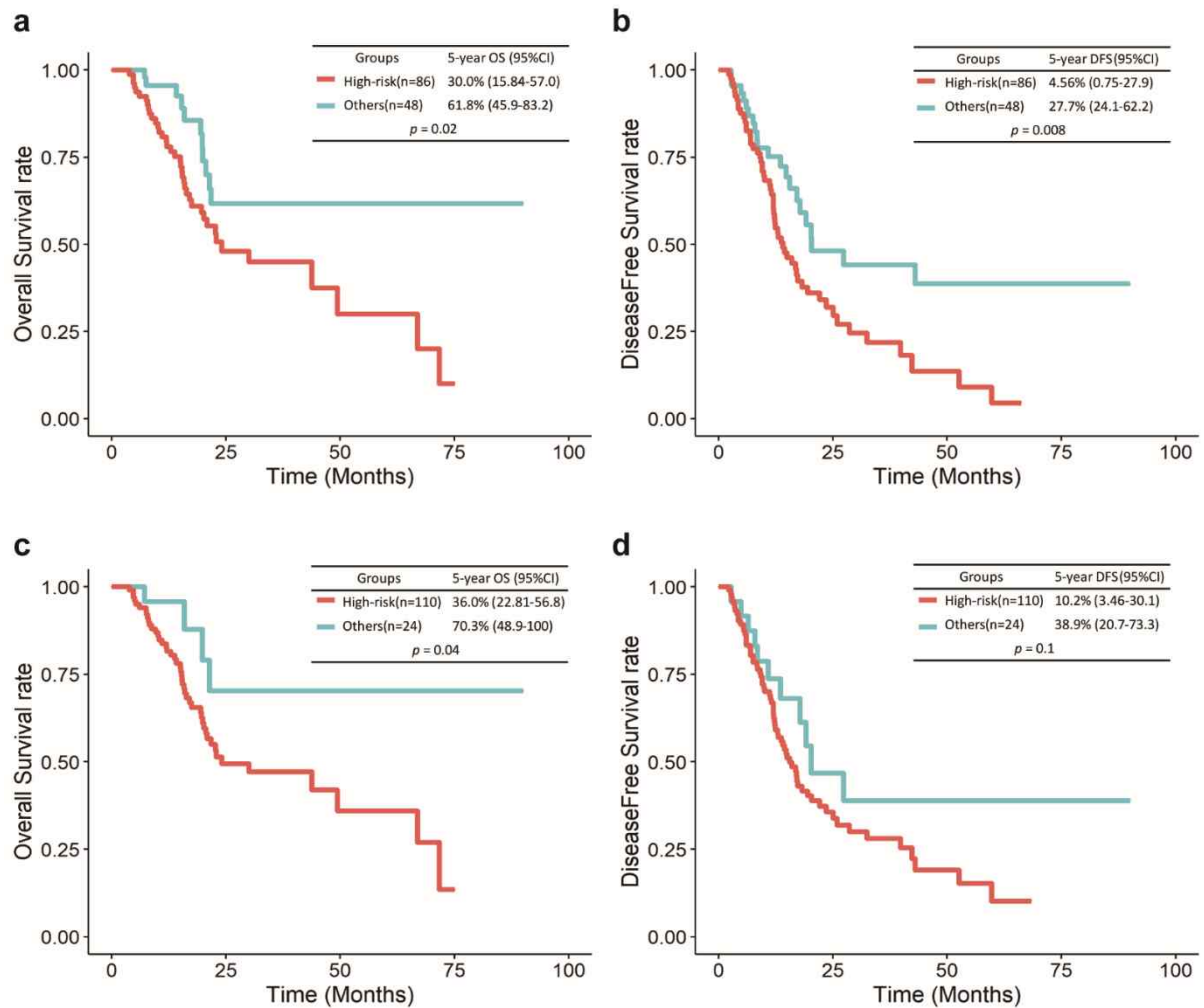 a
Groups 5-year OS (95%CI)
High-risk(n=86) 30.0% (15.84-57.0)
Others(n=48) 61.8% (45.9-83.2)
p = 0.02
Overall Survival rate
1.00
0.75
0.50
0.25
0.00
0 25 50 75 100
Time (Months)
b
Groups 5-year DFS(95%CI)
High-risk(n=86) 4.56% (0.75-27.9)
Others(n=48) 27.7% (24.1-62.2)
p = 0.008
DiseaseFree Survival rate
1.00
0.75
0.50
0.25
0.00
0 25 50 75 100
Time (Months)
c
Groups 5-year OS (95%CI)
High-risk(n=110) 36.0% (22.81-56.8)
Others(n=24) 70.3% (48.9-100)
p = 0.04
Overall Survival rate
1.00
0.75
0.50
0.25
0.00
0 25 50 75 100
Time (Months)
d
Groups 5-year DFS(95%CI)
High-risk(n=110) 10.2% (3.46-30.1)
Others(n=24) 38.9% (20.7-73.3)
p = 0.1
DiseaseFree Survival rate
1.00
0.75
0.50
0.25
0.00
0 25 50 75 100
Time (Months)